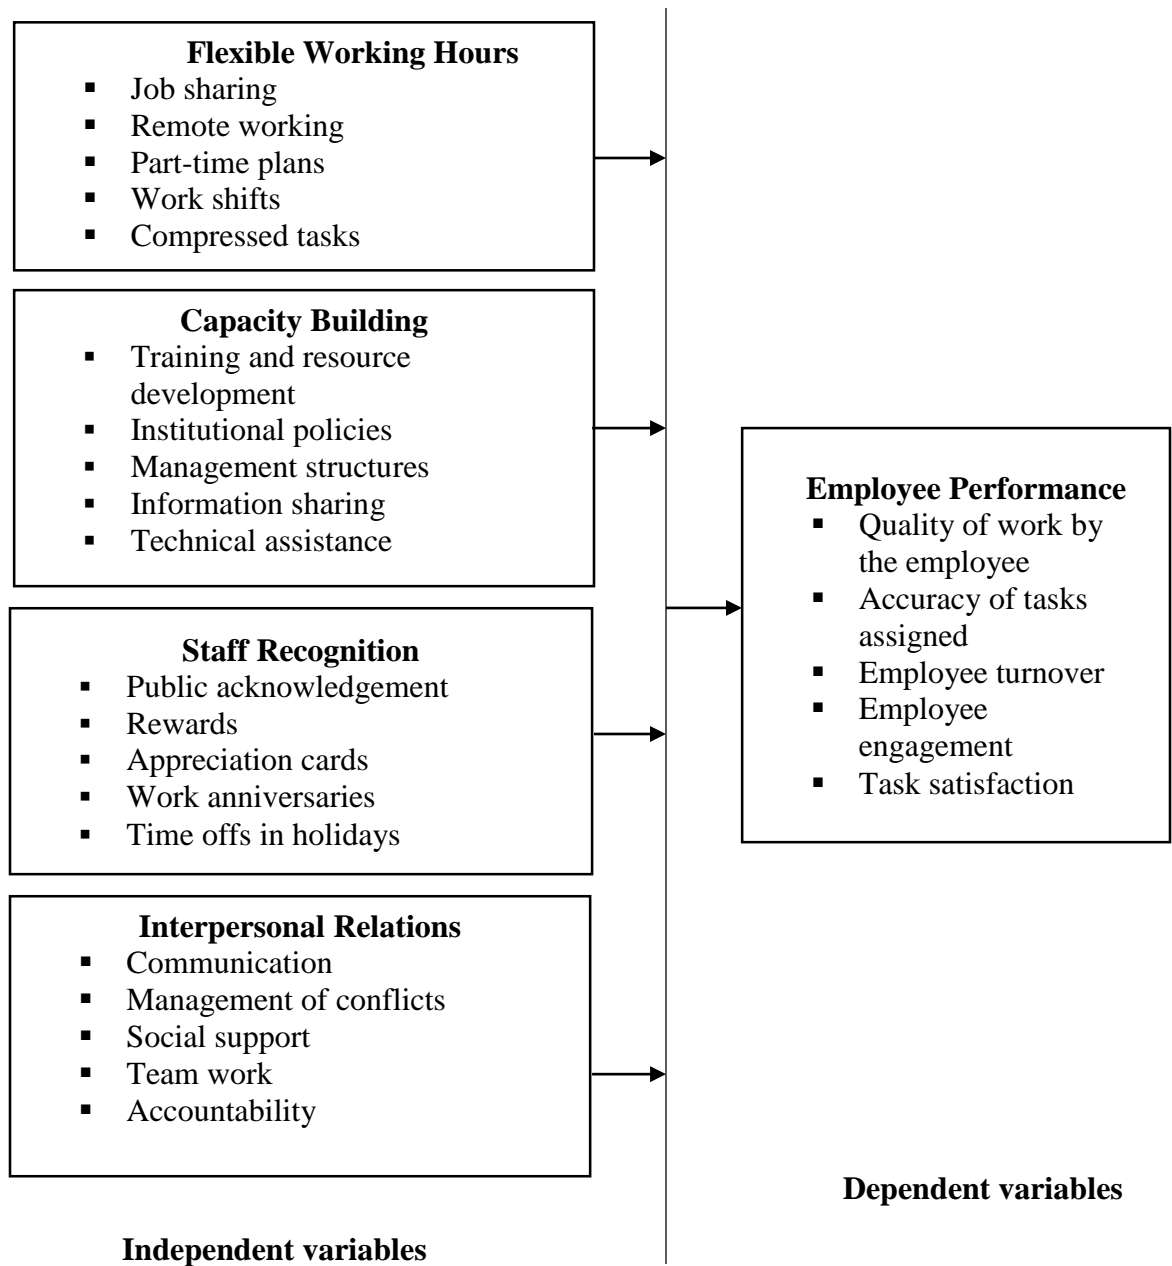 Flexible Working Hours
▪ Job sharing
▪ Remote working
▪ Part-time plans
▪ Work shifts
▪ Compressed tasks
Capacity Building
▪ Training and resource
development
▪ Institutional policies
▪ Management structures
▪ Information sharing
▪ Technical assistance
Staff Recognition
▪ Public acknowledgement
▪ Rewards
▪ Appreciation cards
▪ Work anniversaries
▪ Time offs in holidays
Interpersonal Relations
▪ Communication
▪ Management of conflicts
▪ Social support
▪ Team work
▪ Accountability
Independent variables
Employee Performance
▪ Quality of work by
the employee
▪ Accuracy of tasks
assigned
▪ Employee turnover
▪ Employee
engagement
▪ Task satisfaction
Dependent variables